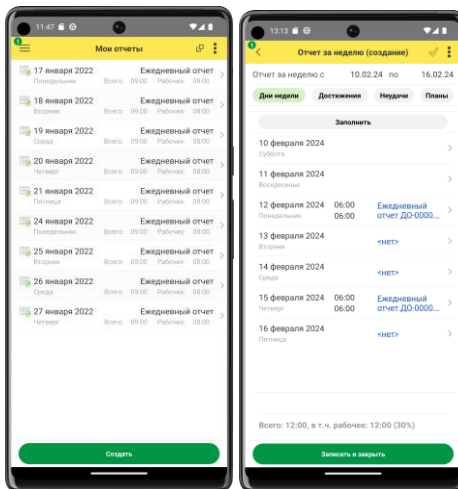 11:47
1
Мои отчеты
17 января 2022 Ежедневный отчет
Понедельник Всего: 09:00 Рабочих: 08:00
18 января 2022 Ежедневный отчет
Вторник Всего: 09:00 Рабочих: 08:00
19 января 2022 Ежедневный отчет
Среда Всего: 09:00 Рабочих: 08:00
20 января 2022 Ежедневный отчет
Четверг Всего: 09:00 Рабочих: 08:00
21 января 2022 Ежедневный отчет
Пятница Всего: 09:00 Рабочих: 08:00
24 января 2022 Ежедневный отчет
Понедельник Всего: 09:00 Рабочих: 08:00
25 января 2022 Ежедневный отчет
Вторник Всего: 09:00 Рабочих: 08:00
26 января 2022 Ежедневный отчет
Среда Всего: 09:00 Рабочих: 08:00
27 января 2022 Ежедневный отчет
Четверг Всего: 09:00 Рабочих: 08:00
Создать
13:13
1
Отчет за неделю (создание)
Отчет за неделю с 10.02.24 по 16.02.24
Дни недели Достижения Неудачи Планы
Заполнить
10 февраля 2024
Суббота
11 февраля 2024
Воскресенье
12 февраля 2024 06:00 Ежедневный
Понедельник 06:00 отчет ДО-0000...
13 февраля 2024
Вторник <нет>
14 февраля 2024
Среда <нет>
15 февраля 2024 06:00 Ежедневный
Четверг 06:00 отчет ДО-0000...
16 февраля 2024
Пятница <нет>
Всего: 12:00, в т.ч. рабочее: 12:00 (30%)
Записать и закрыть